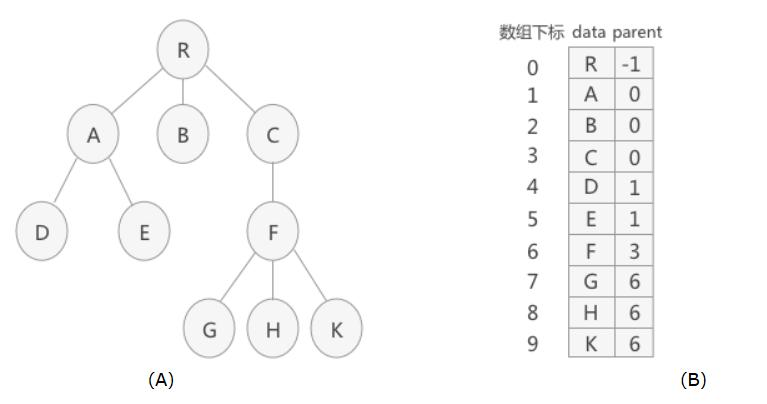 R
A B C
D E F
G H K
(A)
数组下标 data parent
0 R -1
1 A 0
2 B 0
3 C 0
4 D 1
5 E 1
6 F 3
7 G 6
8 H 6
9 K 6
(B)